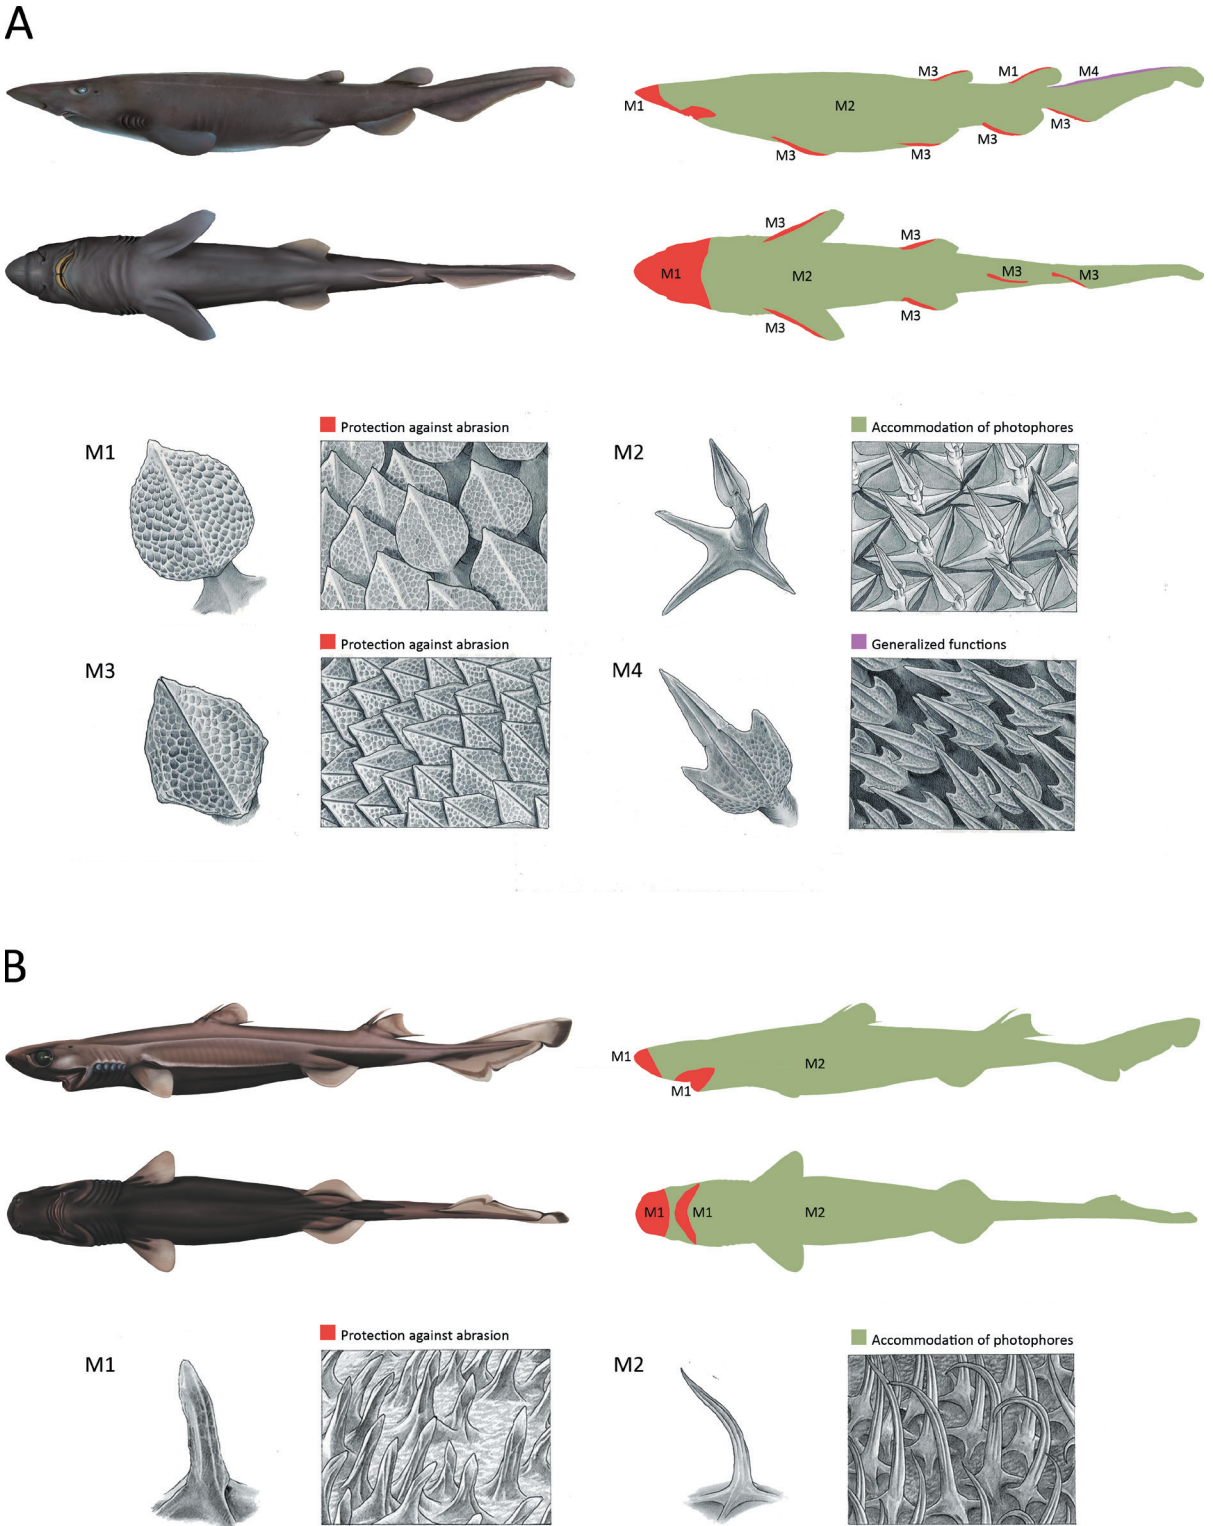 A
M3
M1
M4
M1
M2
M3
M3
M3
M3
M3
M3
M1
M2
M3
M3
M3
M3
M1
Protection against abrasion
M2
Accommodation of photophores
M3
Protection against abrasion
M4
Generalized functions
B
M1
M2
M1
M1
M1
M2
M1
Protection against abrasion
M2
Accommodation of photophores